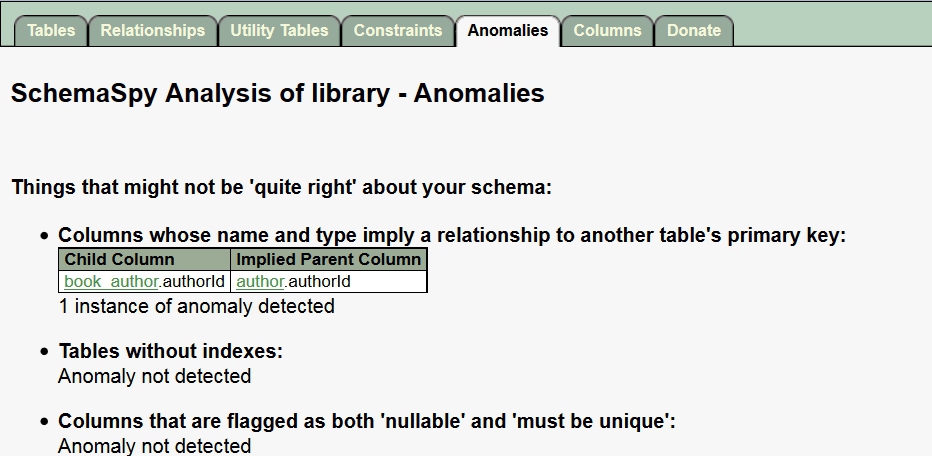 Tables Relationships Utility Tables Constraints Anomalies Columns Donate
SchemaSpy Analysis of library - Anomalies
Things that might not be 'quite right' about your schema:
• Columns whose name and type imply a relationship to another table's primary key:
Child Column Implied Parent Column
book_author.authorId author.authorId
1 instance of anomaly detected
• Tables without indexes:
Anomaly not detected
• Columns that are flagged as both 'nullable' and 'must be unique':
Anomaly not detected